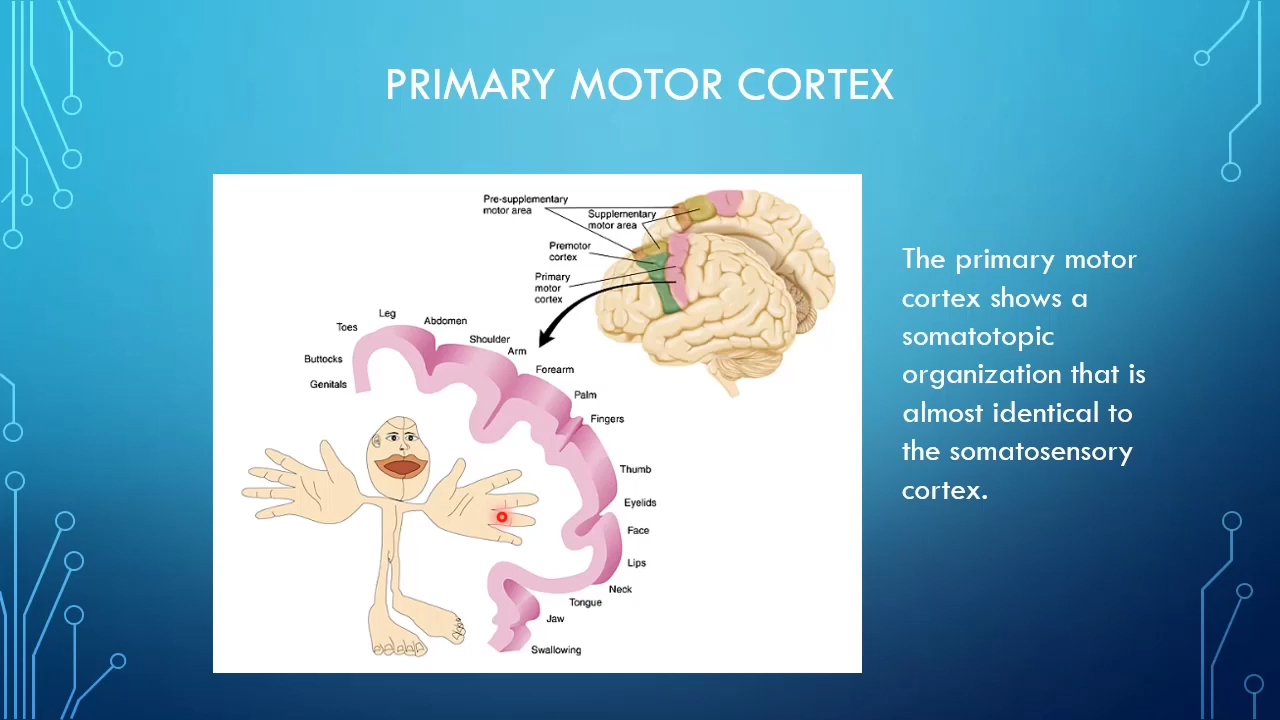 PRIMARY MOTOR CORTEX
Pre-supplementary
motor area
Supplementary
motor area
Premotor
cortex
Primary
motor
cortex
Leg
Toes
Abdomen
Shoulder
Arm
Buttocks
Forearm
Genitals
Palm
Fingers
Thumb
Eyelids
Face
Lips
Neck
Tongue
Jaw
Swallowing
The primary motor
cortex shows a
somatotopic
organization that is
almost identical to
the somatosensory
cortex.